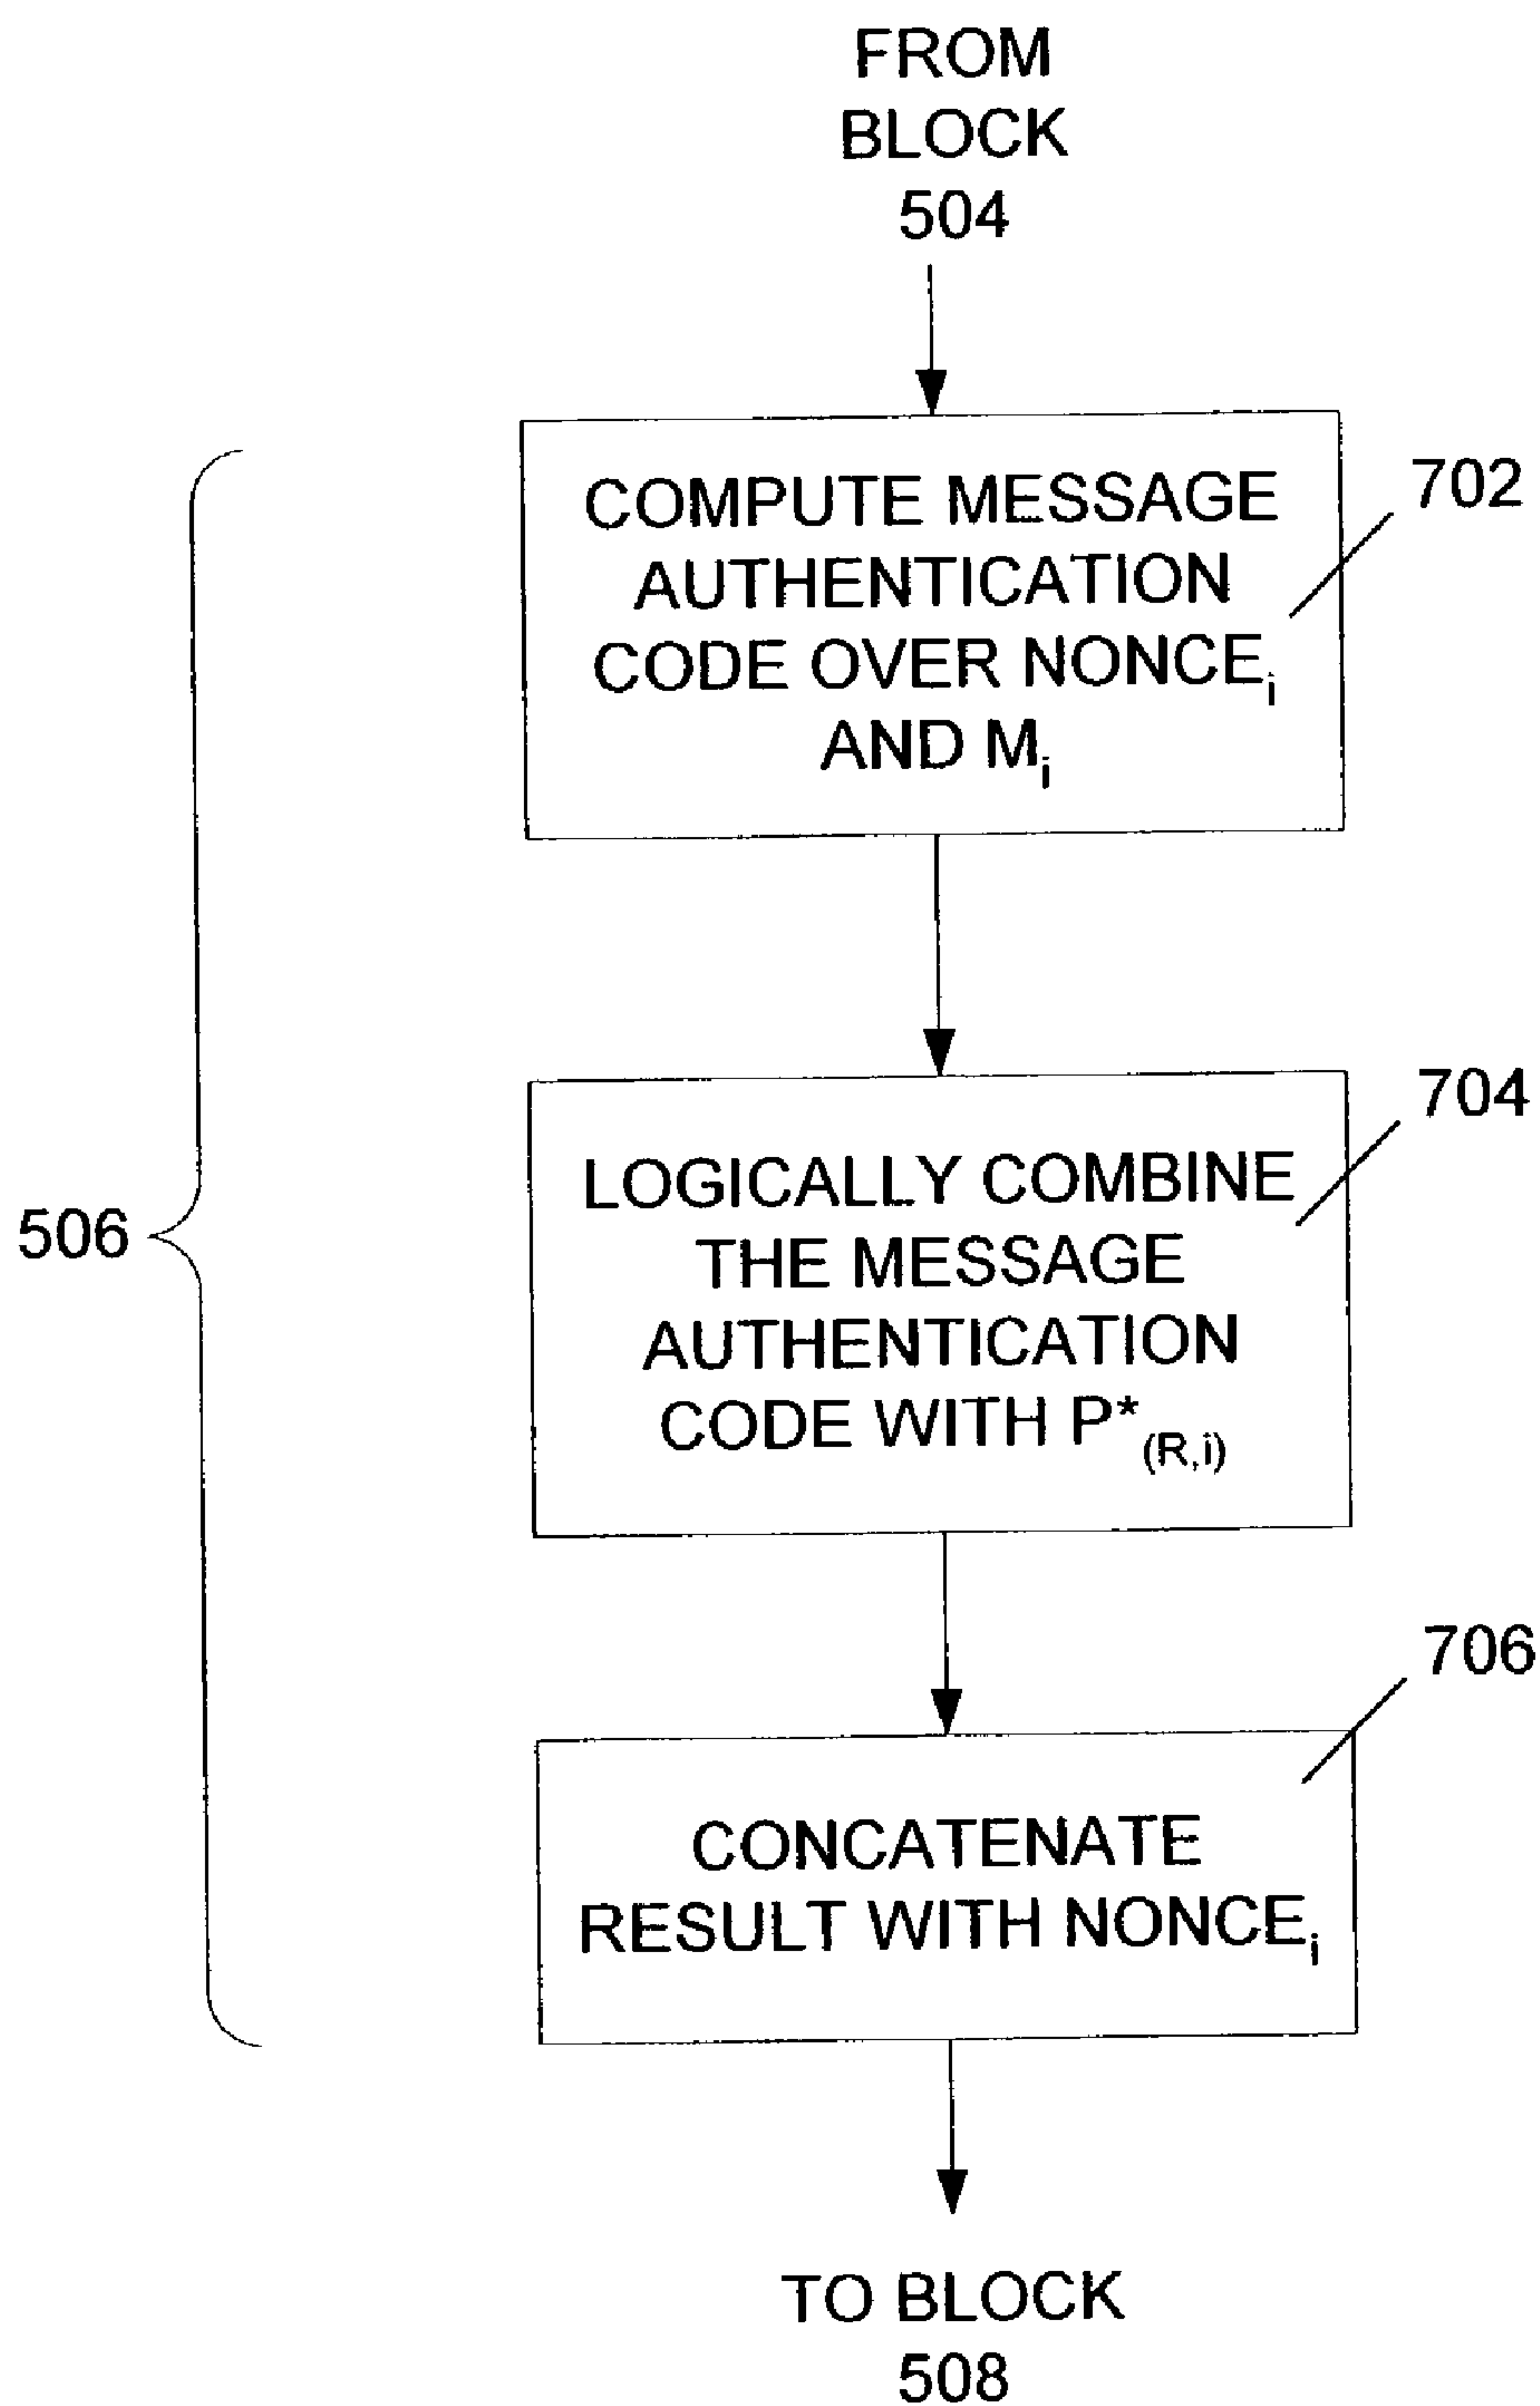 FROM
BLOCK
504
COMPUTE MESSAGE
AUTHENTICATION
CODE OVER NONCEᵢ
AND Mᵢ
702
LOGICALLY COMBINE
THE MESSAGE
AUTHENTICATION
CODE WITH P*(R,i)
704
506
CONCATENATE
RESULT WITH NONCEᵢ
706
TO BLOCK
508